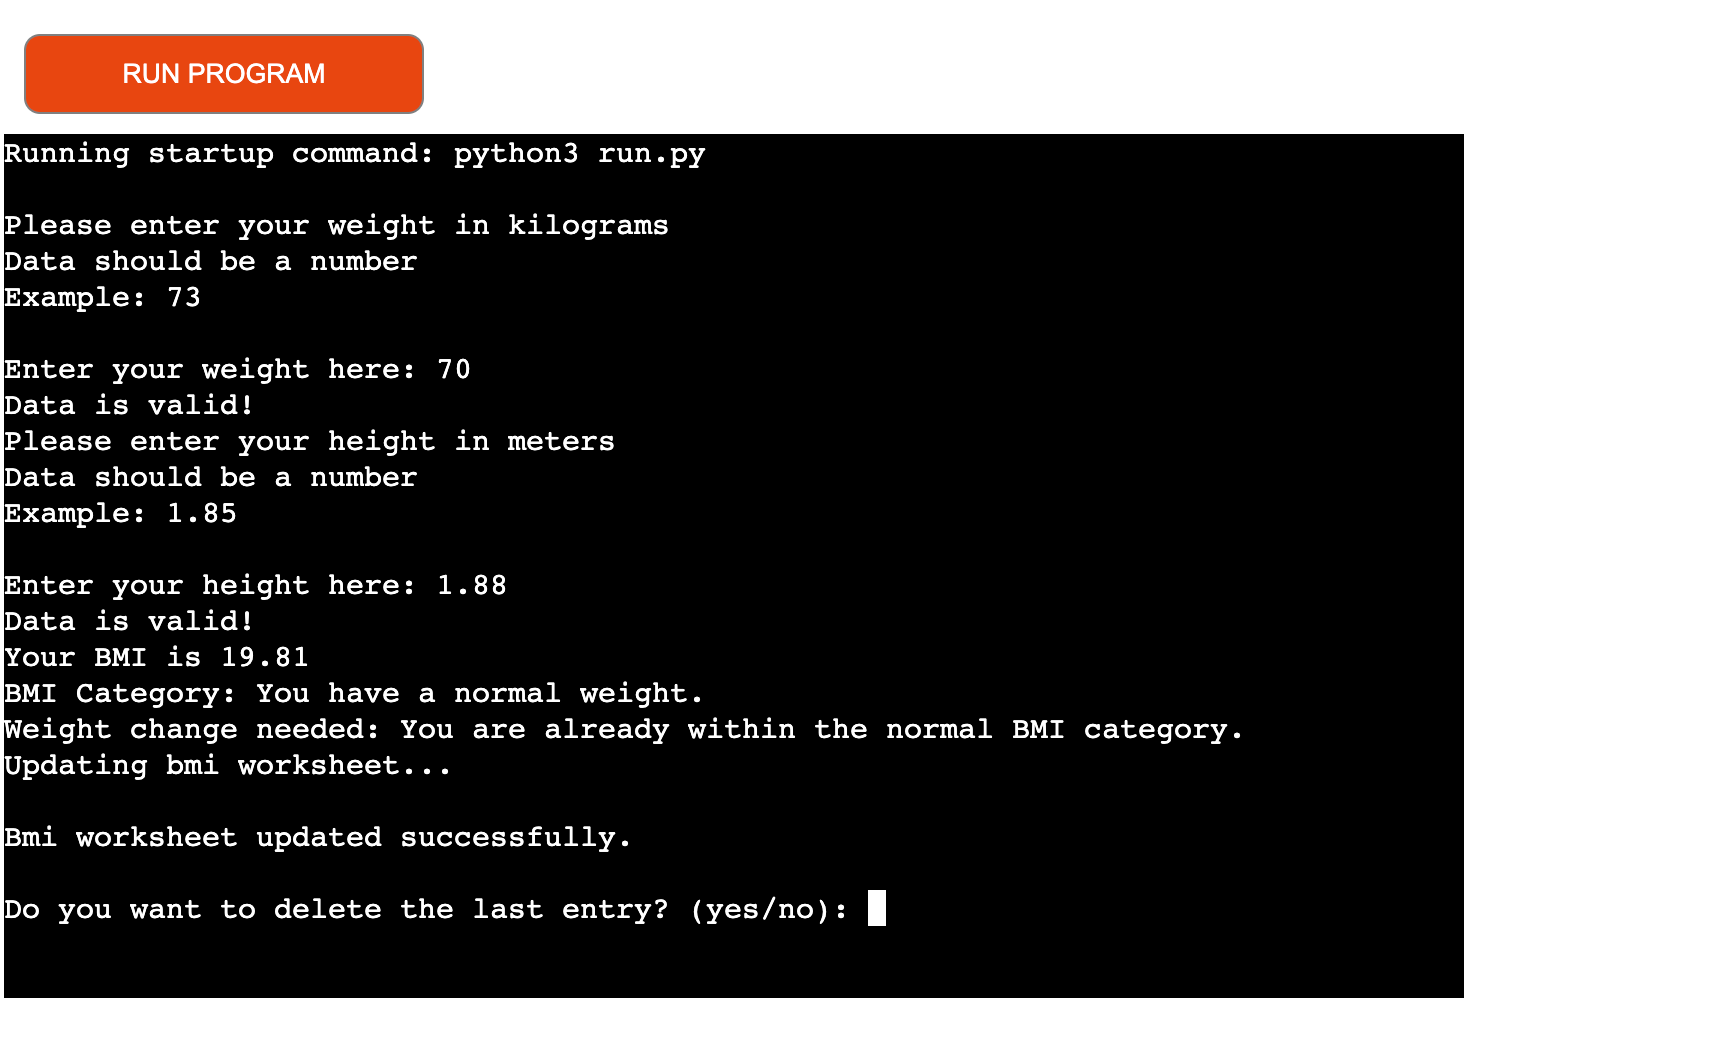 RUN PROGRAM
Running startup command: python3 run.py
Please enter your weight in kilograms
Data should be a number
Example: 73
Enter your weight here: 70
Data is valid!
Please enter your height in meters
Data should be a number
Example: 1.85
Enter your height here: 1.88
Data is valid!
Your BMI is 19.81
BMI Category: You have a normal weight.
Weight change needed: You are already within the normal BMI category.
Updating bmi worksheet...
Bmi worksheet updated successfully.
Do you want to delete the last entry? (yes/no):